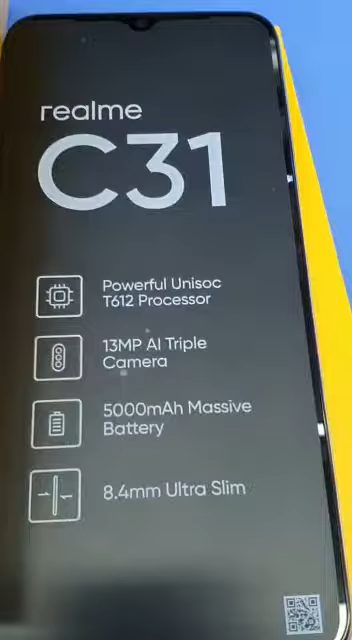 realme
C31
Powerful Unisoc
T612 Processor
13MP AI Triple
Camera
5000mAh Massive
Battery
8.4mm Ultra Slim